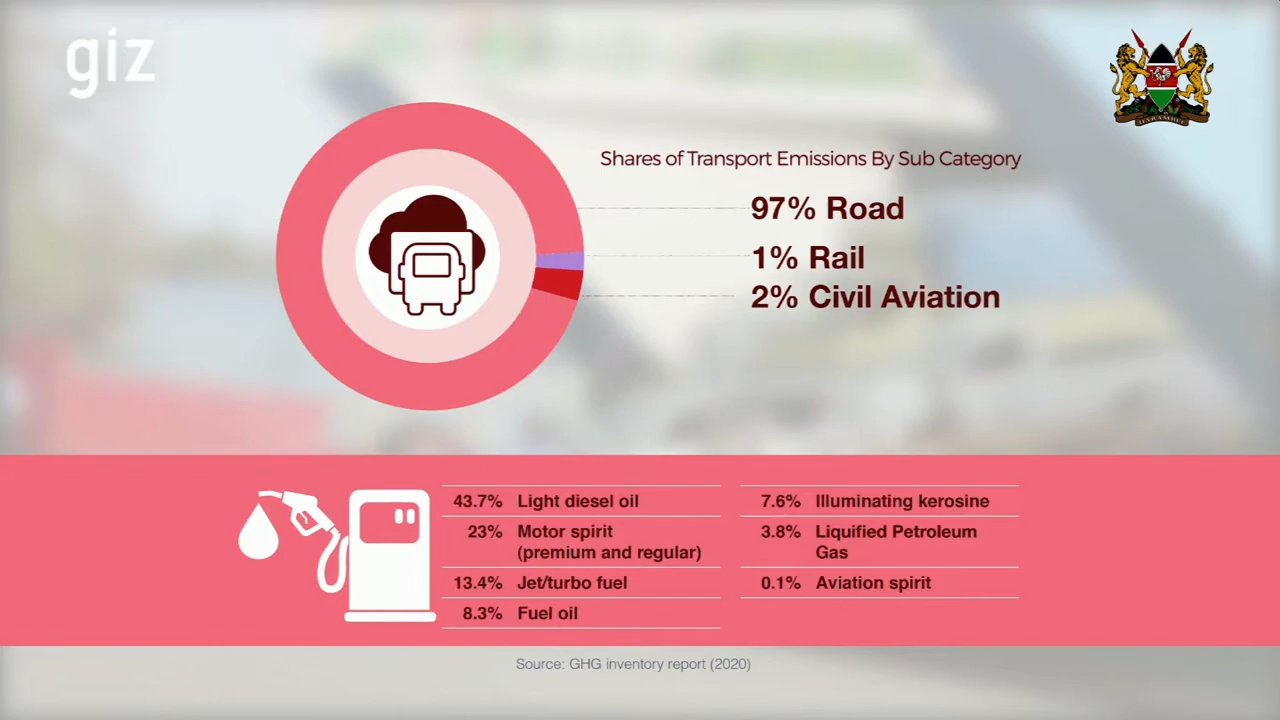 giz
HARAMBEE
Shares of Transport Emissions By Sub Category
97% Road
1% Rail
2% Civil Aviation
43.7% Light diesel oil
23% Motor spirit
(premium and regular)
13.4% Jet/turbo fuel
8.3% Fuel oil
7.6% Illuminating kerosine
3.8% Liquified Petroleum
Gas
0.1% Aviation spirit
Source: GHG inventory report (2020)